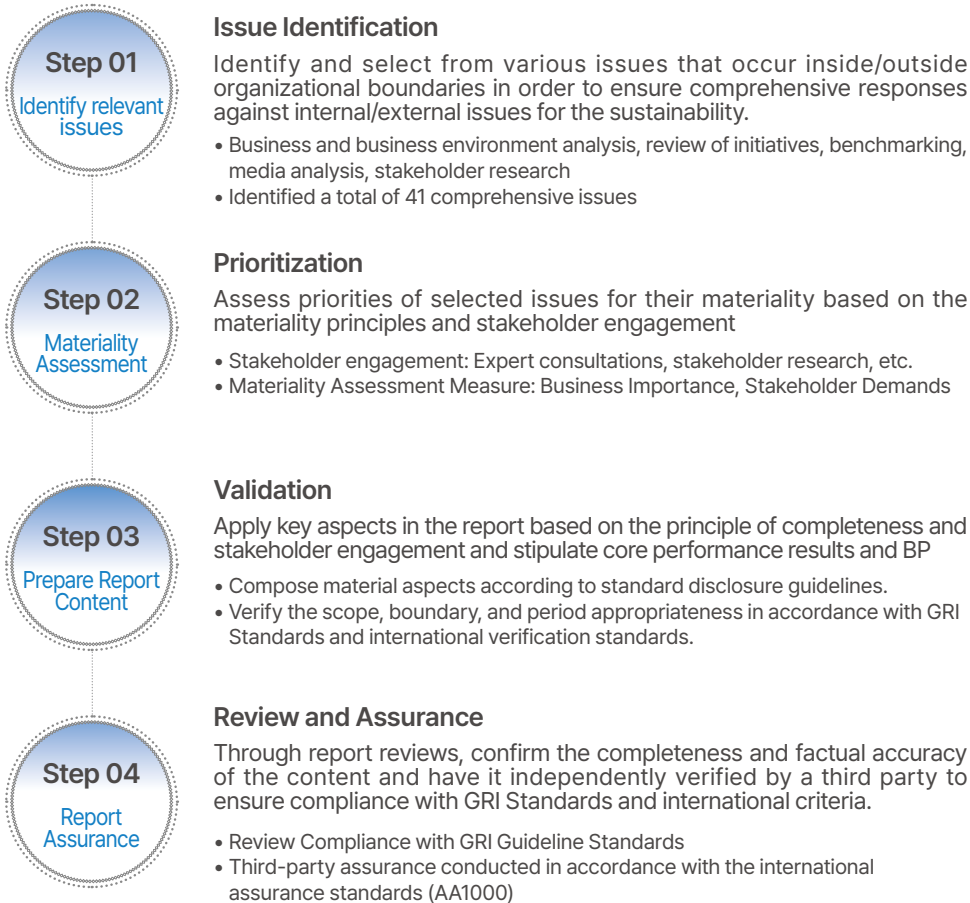 Step 01
Identify relevant
issues
Issue Identification
Identify and select from various issues that occur inside/outside
organizational boundaries in order to ensure comprehensive responses
against internal/external issues for the sustainability.
• Business and business environment analysis, review of initiatives, benchmarking,
media analysis, stakeholder research
• Identified a total of 41 comprehensive issues
Step 02
Materiality
Assessment
Prioritization
Assess priorities of selected issues for their materiality based on the
materiality principles and stakeholder engagement
• Stakeholder engagement: Expert consultations, stakeholder research, etc.
• Materiality Assessment Measure: Business Importance, Stakeholder Demands
Step 03
Prepare Report
Content
Validation
Apply key aspects in the report based on the principle of completeness and
stakeholder engagement and stipulate core performance results and BP
• Compose material aspects according to standard disclosure guidelines.
• Verify the scope, boundary, and period appropriateness in accordance with GRI
Standards and international verification standards.
Step 04
Report
Assurance
Review and Assurance
Through report reviews, confirm the completeness and factual accuracy
of the content and have it independently verified by a third party to
ensure compliance with GRI Standards and international criteria.
• Review Compliance with GRI Guideline Standards
• Third-party assurance conducted in accordance with the international
assurance standards (AA1000)